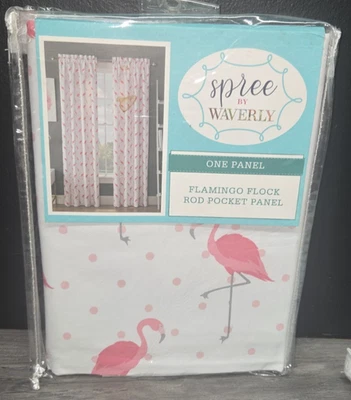 spree
BY
WAVERLY
ONE PANEL
FLAMINGO FLOCK
ROD POCKET PANEL